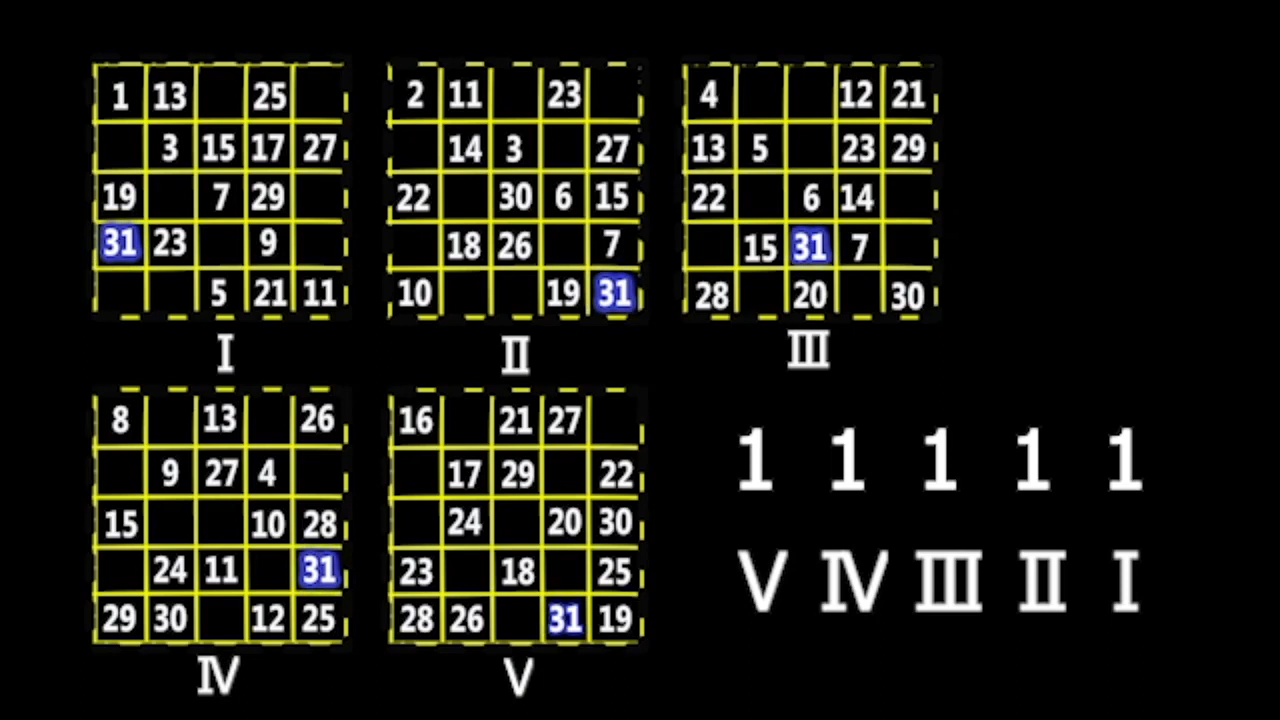 1 13 25
3 15 17 27
19 7 29
31 23 9
5 21 11
I
2 11 23
14 3 27
22 30 6 15
18 26 7
10 19 31
II
4 12 21
13 5 23 29
22 6 14
15 31 7
28 20 30
III
8 13 26
9 27 4
15 10 28
24 11 31
29 30 12 25
IV
16 21 27
17 29 22
24 20 30
23 18 25
28 26 31 19
V
1 1 1 1 1
V IV III II I